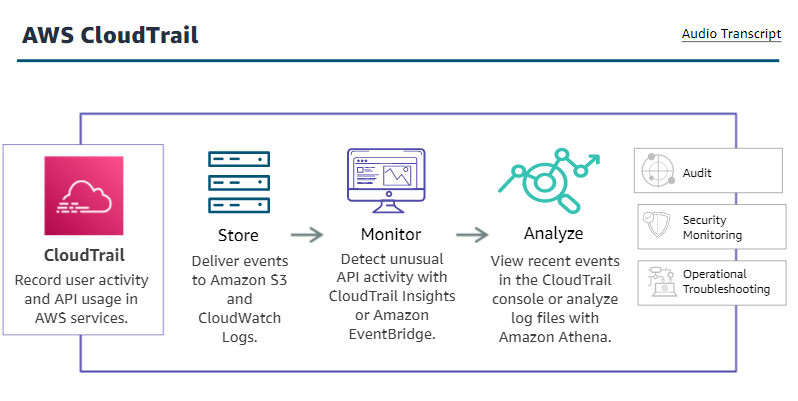 AWS CloudTrail
Audio Transcript
CloudTrail
Record user activity
and API usage in
AWS services.
Store
Deliver events
to Amazon S3
and
CloudWatch
Logs.
Monitor
Detect unusual
API activity with
CloudTrail Insights
or Amazon
EventBridge.
Analyze
View recent events
in the CloudTrail
console or analyze
log files with
Amazon Athena.
Audit
Security
Monitoring
Operational
Troubleshooting